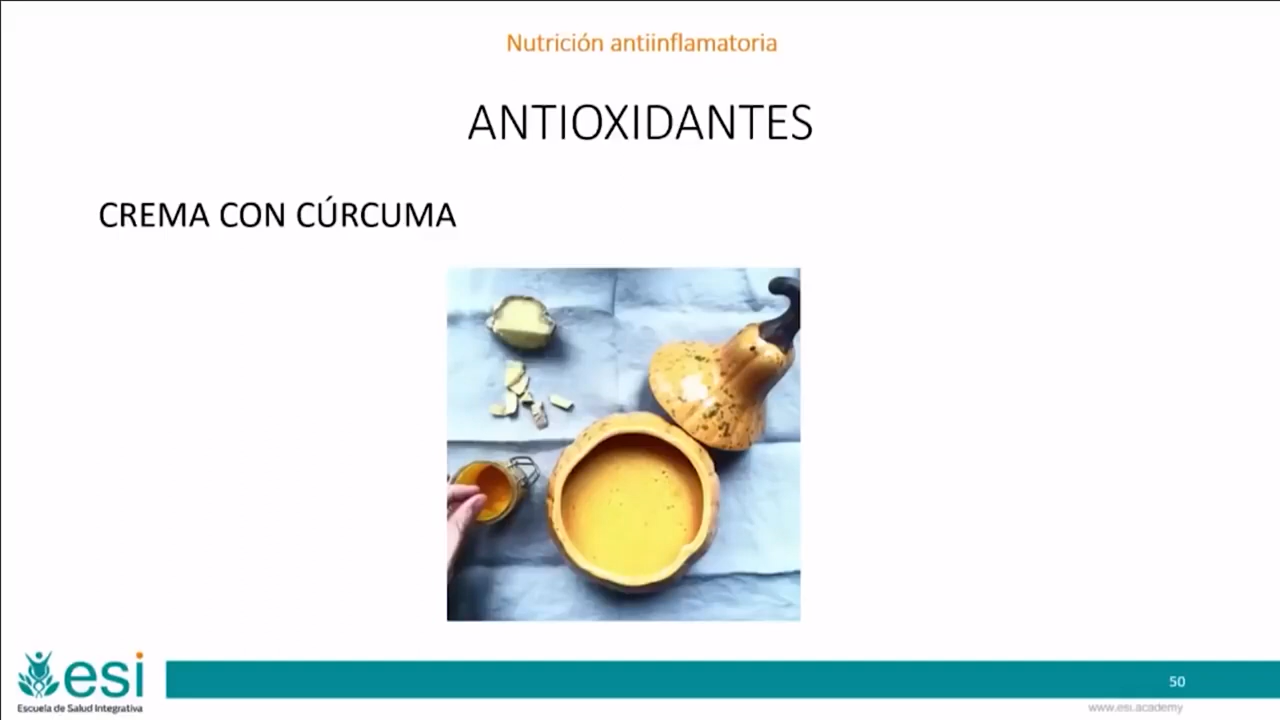 Nutrición antiinflamatoria
ANTIOXIDANTES
CREMA CON CÚRCUMA
esi
Escuela de Salud Integrativa
50
www.esi.academy